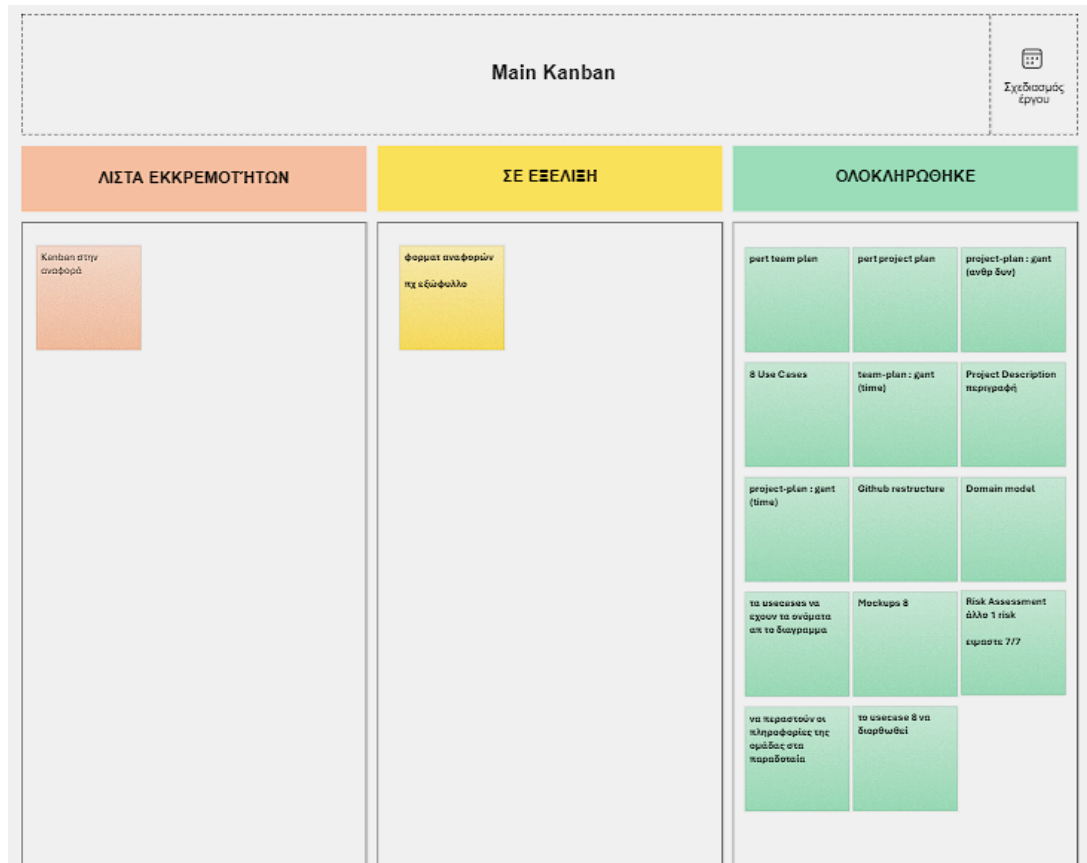 Main Kanban
Σχεδιασμός
έργου
ΛΙΣΤΑ ΕΚΚΡΕΜΟΤΉΤΩΝ
ΣΕ ΕΞΕΛΙΞΗ
ΟΛΟΚΛΗΡΩΘΗΚΕ
Kanban στην
αναφορά
φορματ αναφορών
πχ εξώφυλλο
pert team plan
pert project plan
project-plan : gant
(ανθρ δυν)
8 Use Cases
team-plan : gant
(time)
Project Description
περιγραφή
project-plan : gant
(time)
Github restructure
Domain model
τα usecases να
εχουν τα ονάματα
απ το διαγραμμα
Mockups 8
Risk Assessment
άλλο 1 risk
ειμαστε 7/7
να περαστούν οι
πληροφορίες της
ομάδας στα
παραδοταία
το usecase 8 να
διορθωθεί